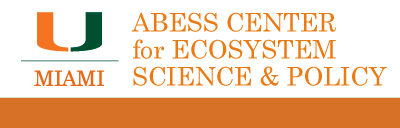 U
MIAMI
ABESS CENTER
for ECOSYSTEM
SCIENCE & POLICY